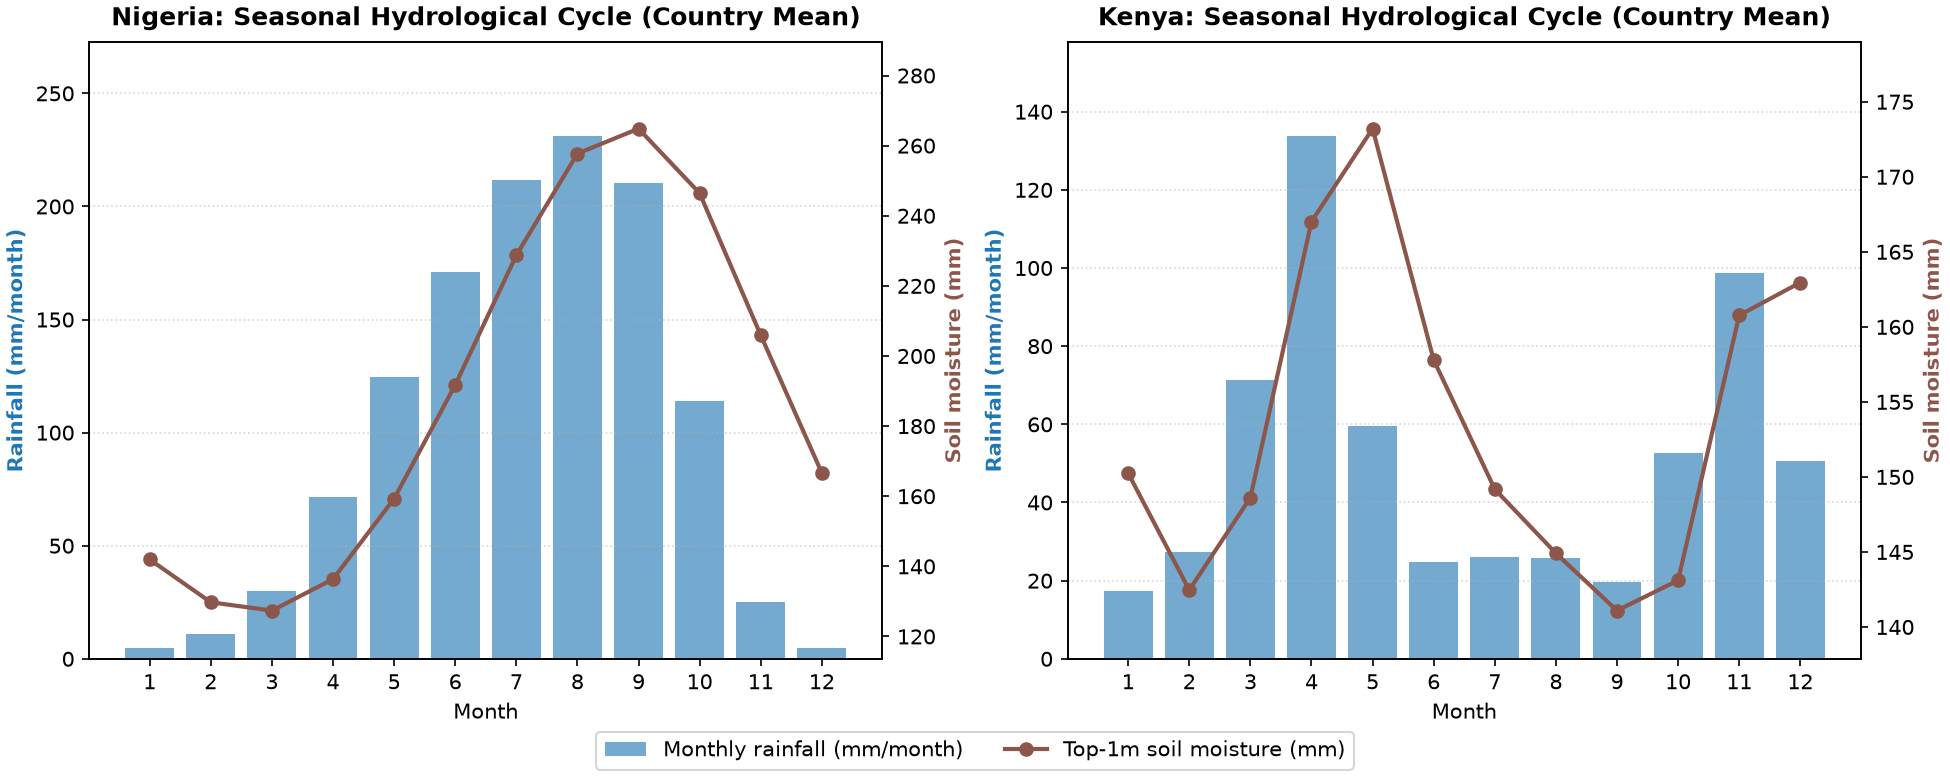 Nigeria: Seasonal Hydrological Cycle (Country Mean)
250
200
150
100
50
0
Rainfall (mm/month)
280
260
240
220
200
180
160
140
120
Soil moisture (mm)
1 2 3 4 5 6 7 8 9 10 11 12
Month
Kenya: Seasonal Hydrological Cycle (Country Mean)
140
120
100
80
60
40
20
0
Rainfall (mm/month)
175
170
165
160
155
150
145
140
Soil moisture (mm)
1 2 3 4 5 6 7 8 9 10 11 12
Month
Monthly rainfall (mm/month)
Top-1m soil moisture (mm)